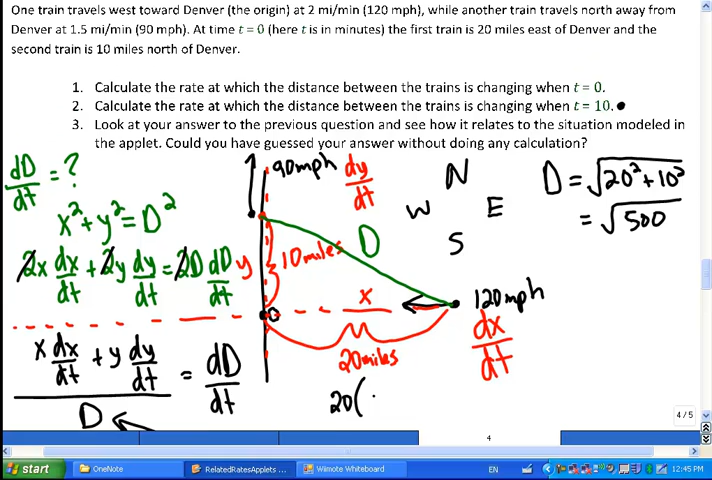 One train travels west toward Denver (the origin) at 2 mi/min (120 mph), while another train travels north away from
Denver at 1.5 mi/min (90 mph). At time t = 0 (here t is in minutes) the first train is 20 miles east of Denver and the
second train is 10 miles north of Denver.
1. Calculate the rate at which the distance between the trains is changing when t = 0.
2. Calculate the rate at which the distance between the trains is changing when t = 10.
3. Look at your answer to the previous question and see how it relates to the situation modeled in
the applet. Could you have guessed your answer without doing any calculation?
dD/dt = ?
x² + y² = D²
2x dx/dt + 2y dy/dt = 2D dD/dt
(x dx/dt + y dy/dt)/D = dD/dt
90mph dy/dt
N
W E
S
D = √20² + 10²
= √500
y
10 miles
D
x
0
20 miles
120mph
dx/dt
20(
4 / 5
4
start
OneNote
RelatedRatesApplets ...
Wiimote Whiteboard
EN
12:45 PM